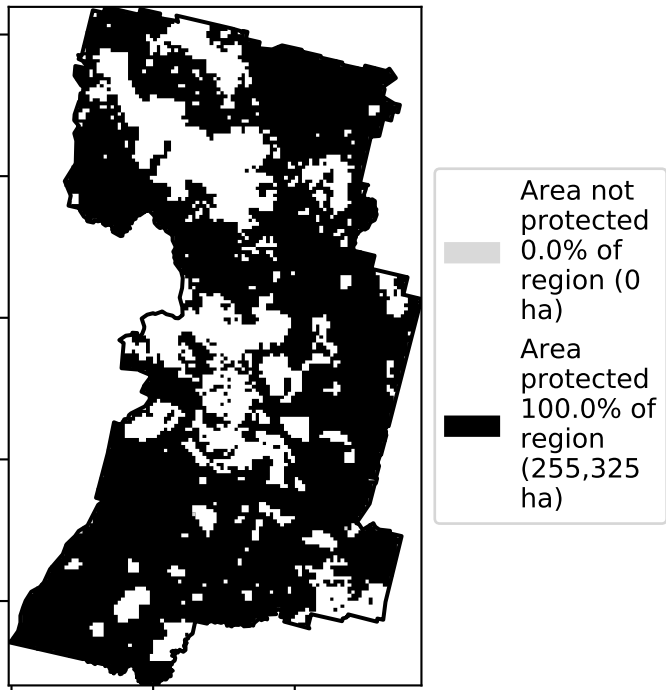 Area not
protected
0.0% of
region (0
ha)
Area
protected
100.0% of
region
(255,325
ha)